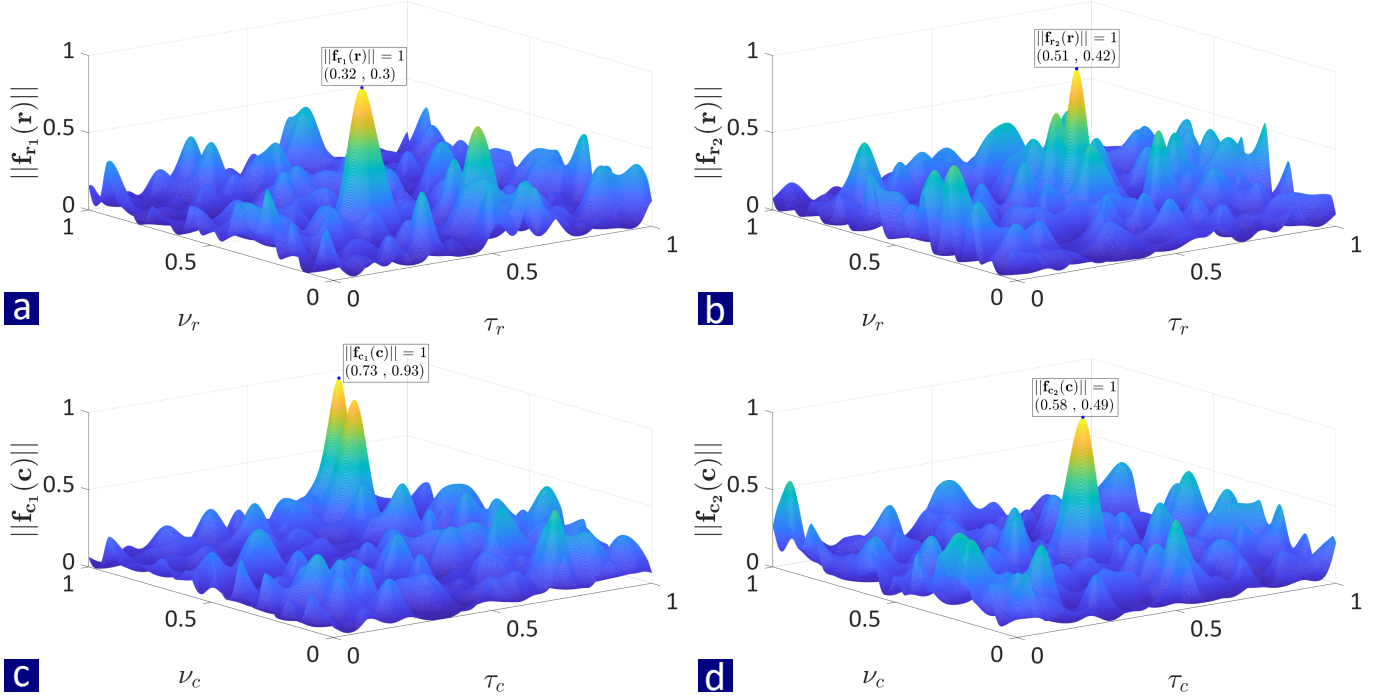 ||f_{r_1}(r)|| = 1
(0.32 , 0.3)
||f_{r_1}(r)||
1
0.5
0
1
0.5
0
0
0.5
1
ν_r
τ_r
a
||f_{r_2}(r)|| = 1
(0.51 , 0.42)
||f_{r_2}(r)||
1
0.5
0
1
0.5
0
0
0.5
1
ν_r
τ_r
b
||f_{c_1}(c)|| = 1
(0.73 , 0.93)
||f_{c_1}(c)||
1
0.5
0
1
0.5
0
0
0.5
1
ν_c
τ_c
c
||f_{c_2}(c)|| = 1
(0.58 , 0.49)
||f_{c_2}(c)||
1
0.5
0
1
0.5
0
0
0.5
1
ν_c
τ_c
d